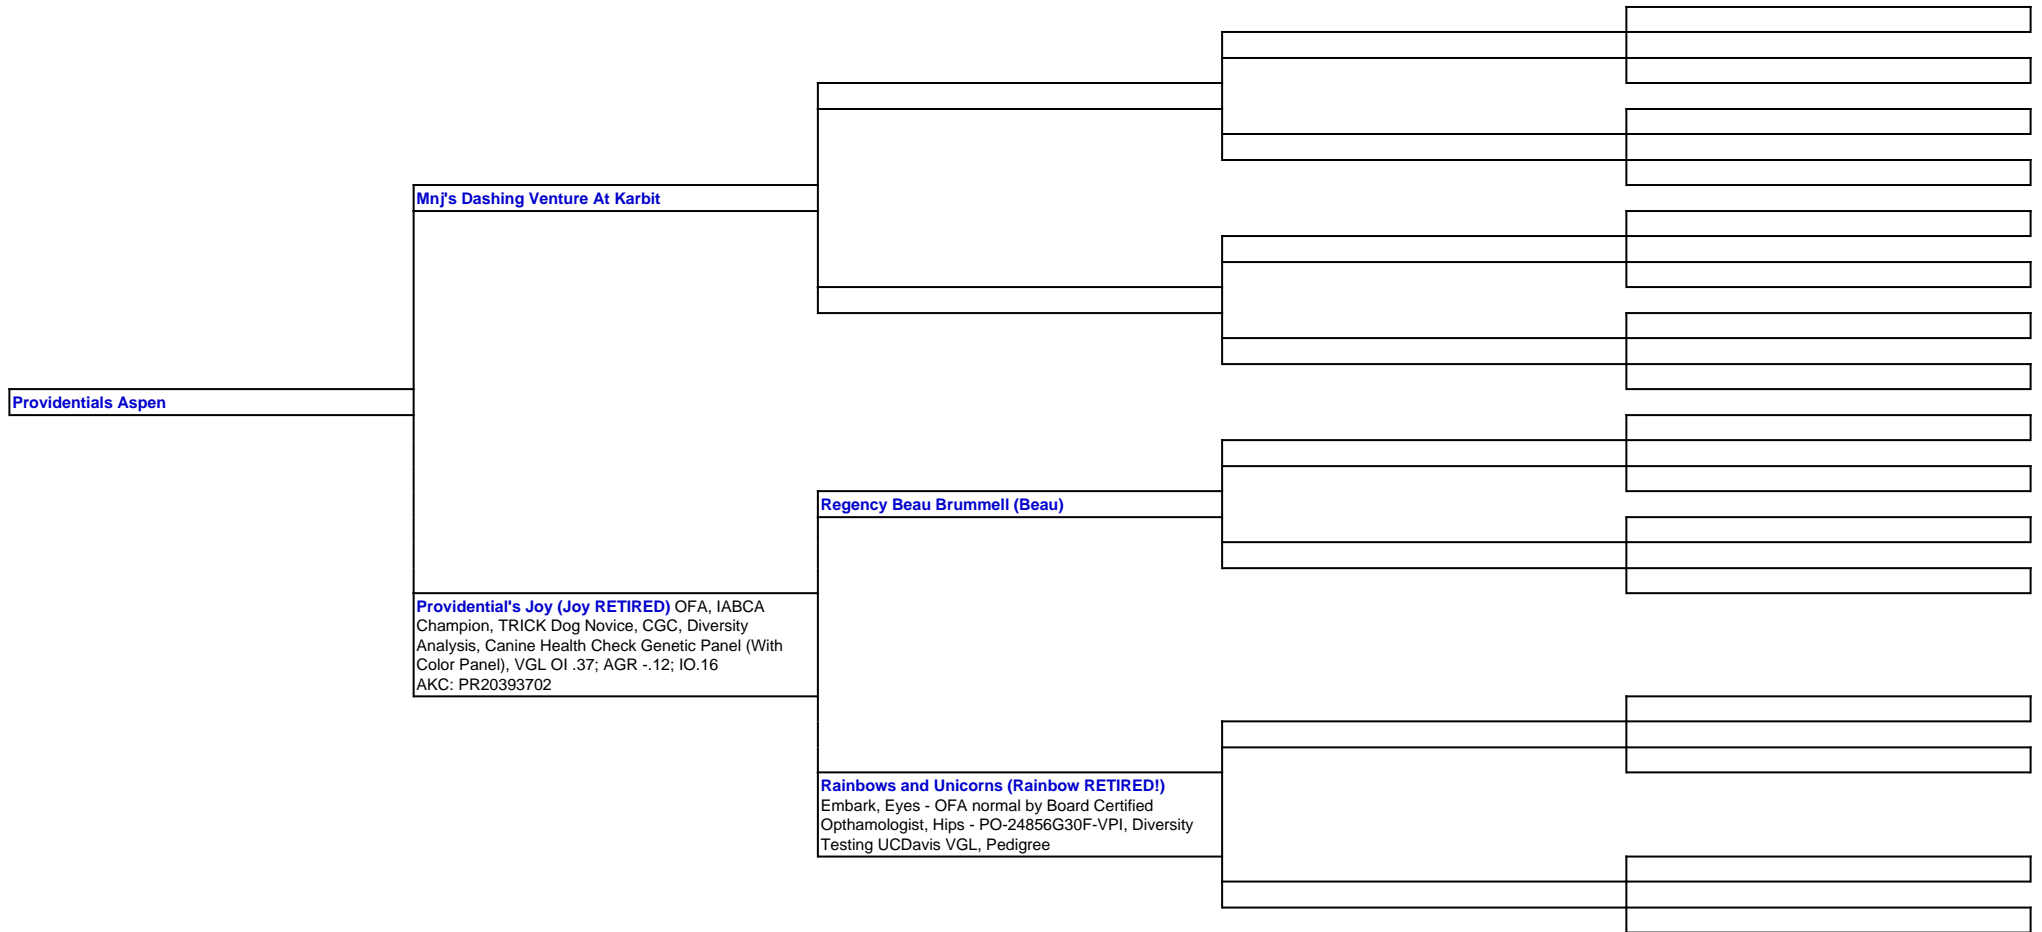 Mnj's Dashing Venture At Karbit
Providentials Aspen
Regency Beau Brummell (Beau)
Providential's Joy (Joy RETIRED) OFA, IABCA
Champion, TRICK Dog Novice, CGC, Diversity
Analysis, Canine Health Check Genetic Panel (With
Color Panel), VGL OI .37; AGR -.12; IO.16
AKC: PR20393702
Rainbows and Unicorns (Rainbow RETIRED!)
Embark, Eyes - OFA normal by Board Certified
Opthamologist, Hips - PO-24856G30F-VPI, Diversity
Testing UCDavis VGL, Pedigree